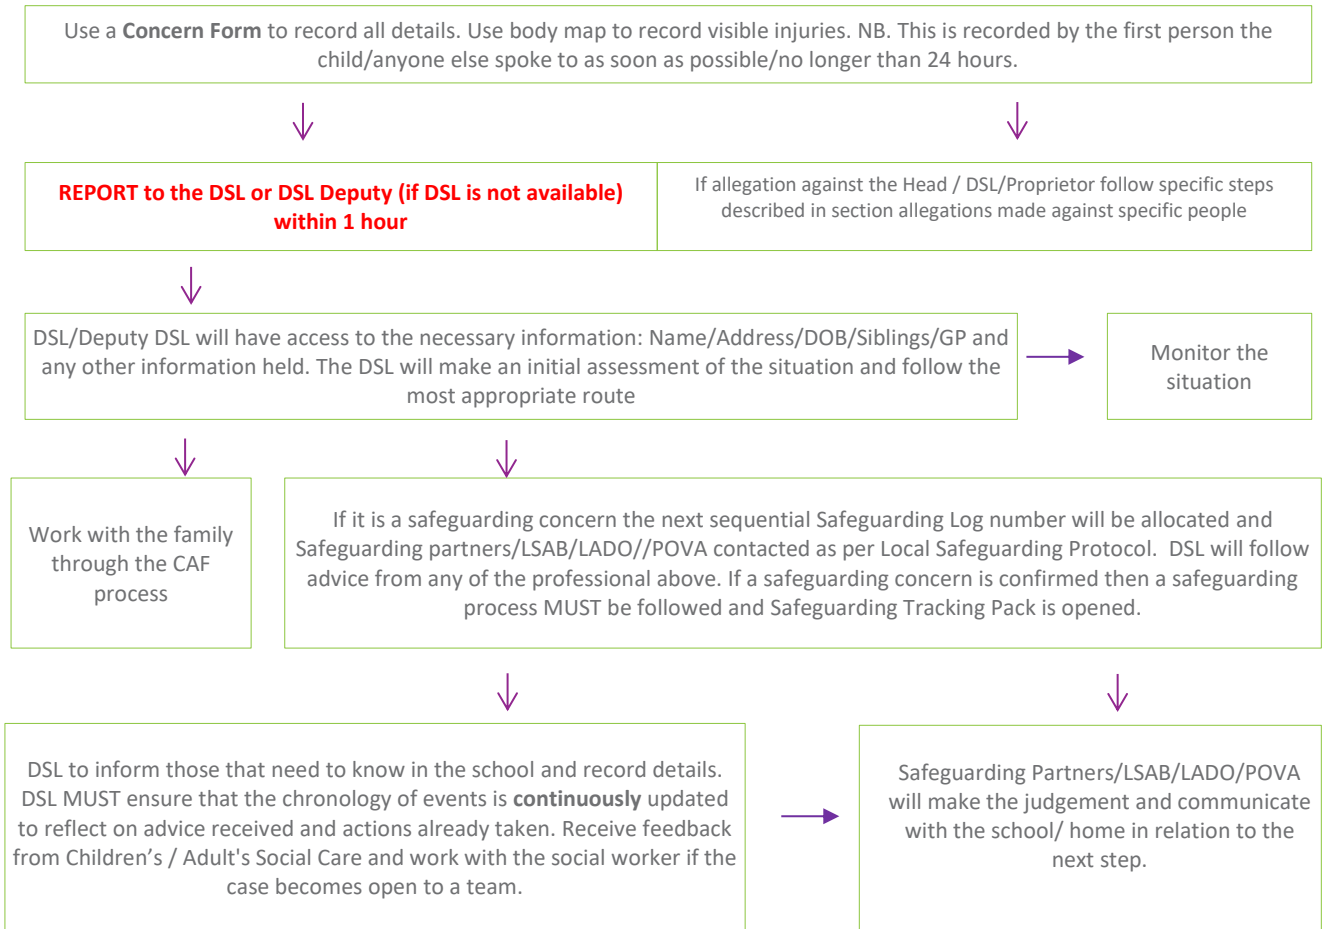 Use a Concern Form to record all details. Use body map to record visible injuries. NB. This is recorded by the first person the
child/anyone else spoke to as soon as possible/no longer than 24 hours.
REPORT to the DSL or DSL Deputy (if DSL is not available)
within 1 hour
If allegation against the Head / DSL/Proprietor follow specific steps
described in section allegations made against specific people
DSL/Deputy DSL will have access to the necessary information: Name/Address/DOB/Siblings/GP and
any other information held. The DSL will make an initial assessment of the situation and follow the
most appropriate route
Monitor the
situation
Work with the family
through the CAF
process
If it is a safeguarding concern the next sequential Safeguarding Log number will be allocated and
Safeguarding partners/LSAB/LADO//POVA contacted as per Local Safeguarding Protocol. DSL will follow
advice from any of the professional above. If a safeguarding concern is confirmed then a safeguarding
process MUST be followed and Safeguarding Tracking Pack is opened.
DSL to inform those that need to know in the school and record details.
DSL MUST ensure that the chronology of events is continuously updated
to reflect on advice received and actions already taken. Receive feedback
from Children’s / Adult's Social Care and work with the social worker if the
case becomes open to a team.
Safeguarding Partners/LSAB/LADO/POVA
will make the judgement and communicate
with the school/ home in relation to the
next step.